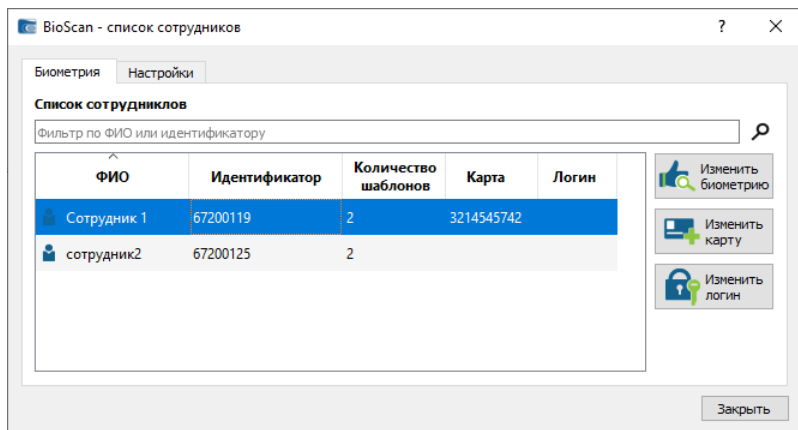 BioScan - список сотрудников
?
Биометрия Настройки
Список сотрудниклов
Фильтр по ФИО или идентификатору
ФИО Идентификатор Количество шаблонов Карта Логин
Сотрудник 1 67200119 2 3214545742
сотрудник2 67200125 2
Изменить
биометрию
Изменить
карту
Изменить
логин
Закрыть